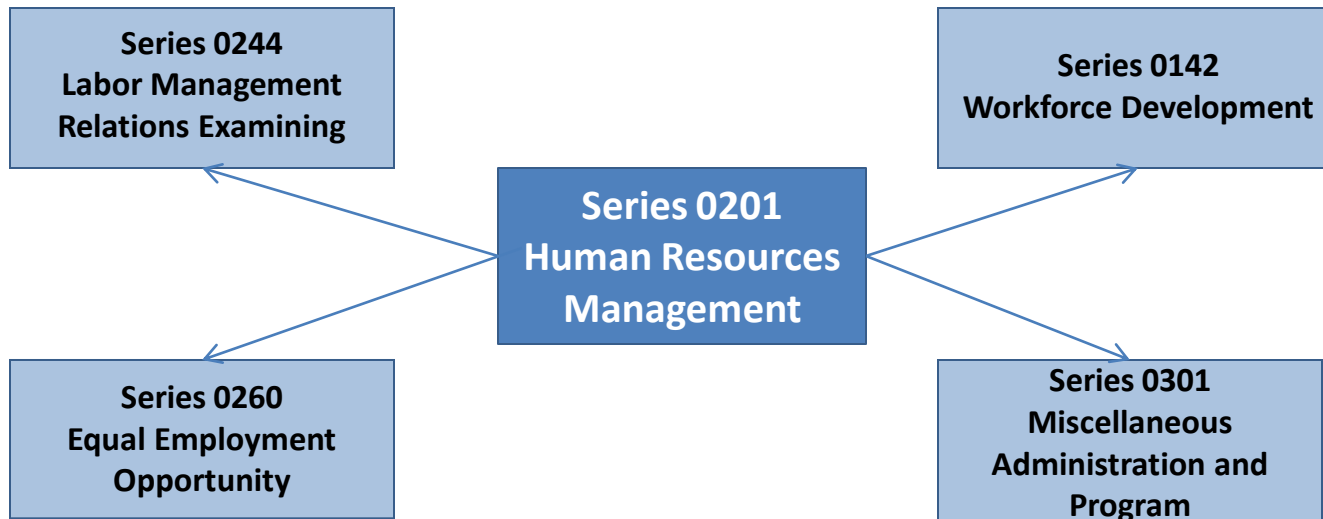 Series 0244
Labor Management
Relations Examining
Series 0142
Workforce Development
Series 0201
Human Resources
Management
Series 0260
Equal Employment
Opportunity
Series 0301
Miscellaneous
Administration and
Program